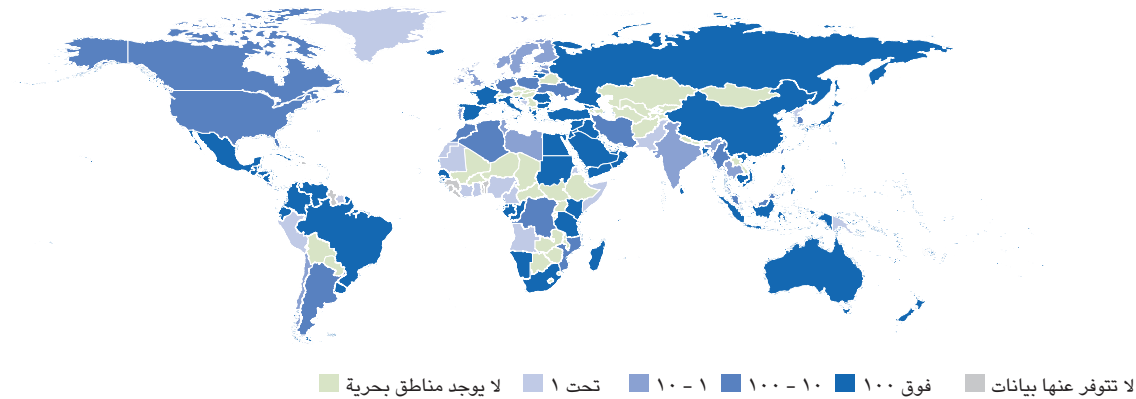 لا تتوفر عنها بيانات فوق ١٠٠ ١٠ - ١٠٠ ١ - ١٠ تحت ١ لا يوجد مناطق بحرية